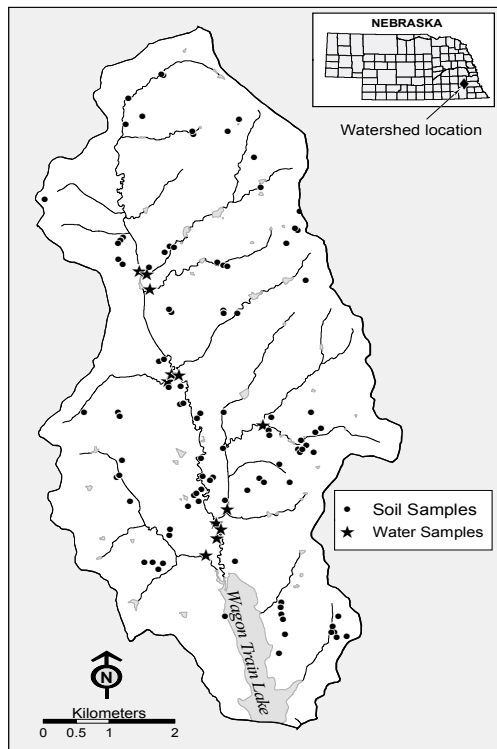 NEBRASKA
Watershed location
Soil Samples
Water Samples
Wagon Train Lake
N
Kilometers
0 0.5 1 2